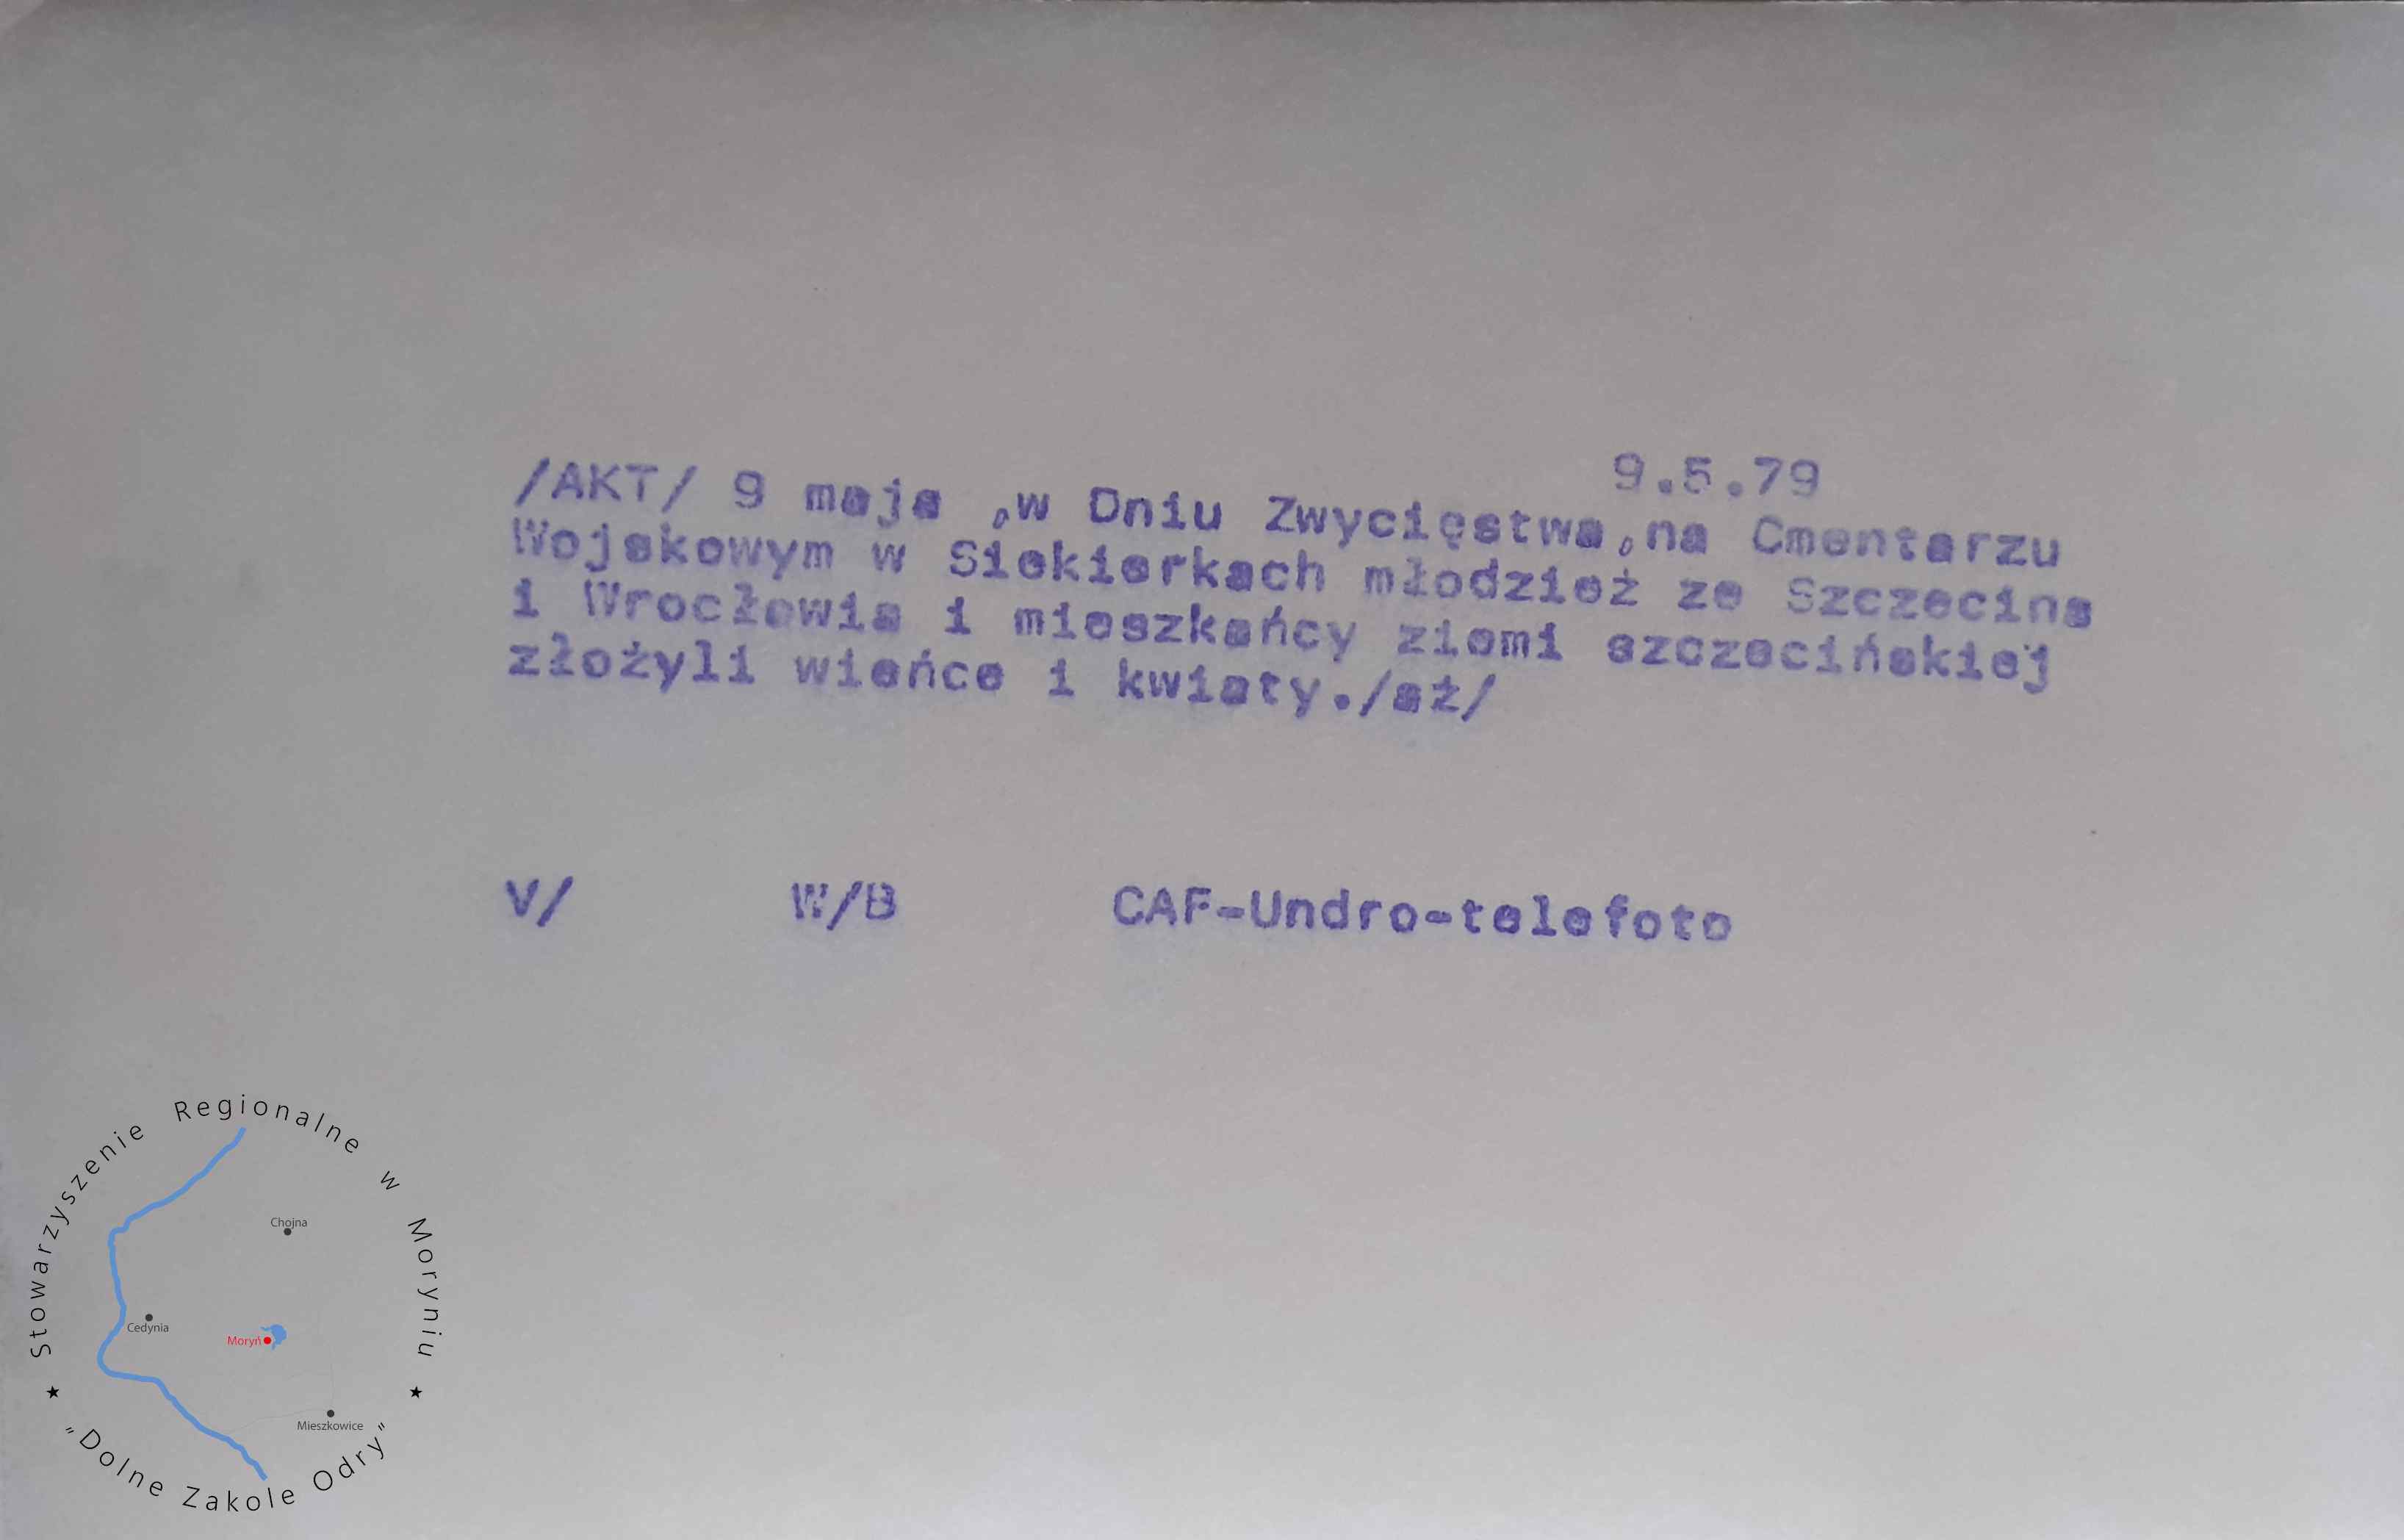 9.5.79
/AKT/ 9 maja ,w Dniu Zwycięstwa,na Cmentarzu
Wojskowym w Siekierkach młodzież ze Szczecina
i Wrocławia i mieszkańcy ziemi szczecińskiej
złożyli wieńce i kwiaty./aż/
V/ W/B CAF-Undro-telefoto
Stowarzyszenie Regionalne w Moryniu
Chojna
Cedynia
Moryń
Mieszkowice
★ „Dolne Zakole Odry” ★